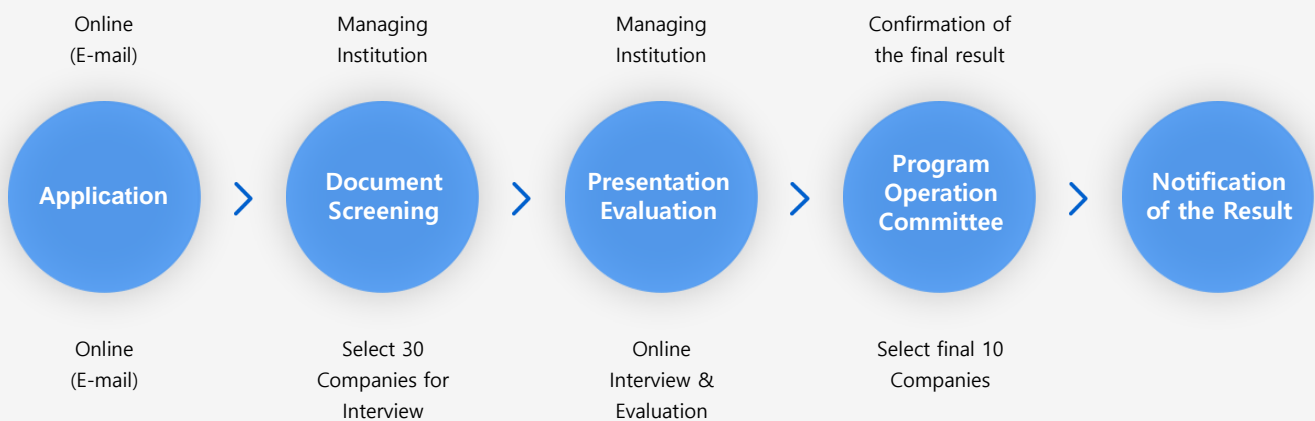 Online
(E-mail)
Managing
Institution
Managing
Institution
Confirmation of
the final result
Application
Document
Screening
Presentation
Evaluation
Program
Operation
Committee
Notification
of the Result
Online
(E-mail)
Select 30
Companies for
Interview
Online
Interview &
Evaluation
Select final 10
Companies